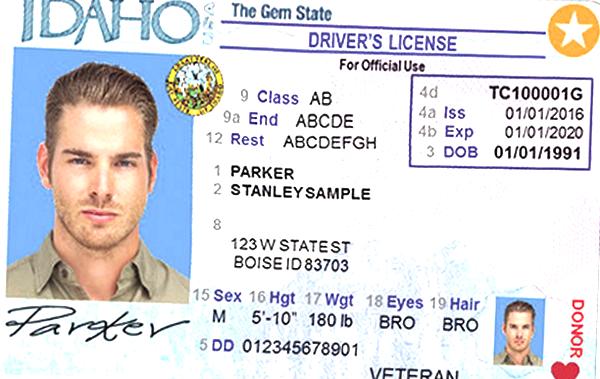 IDAHO
USA
The Gem State
DRIVER'S LICENSE
For Official Use
9 Class AB
9a End ABCDE
12 Rest ABCDEFGH
4d TC100001G
4a Iss 01/01/2016
4b Exp 01/01/2020
3 DOB 01/01/1991
1 PARKER
2 STANLEYSAMPLE
8
123 W STATE ST
BOISE ID 83703
15 Sex 16 Hgt 17 Wgt 18 Eyes 19 Hair
M 5'-10" 180 lb BRO BRO
5 DD 012345678901
VETERAN
DONOR
Parker